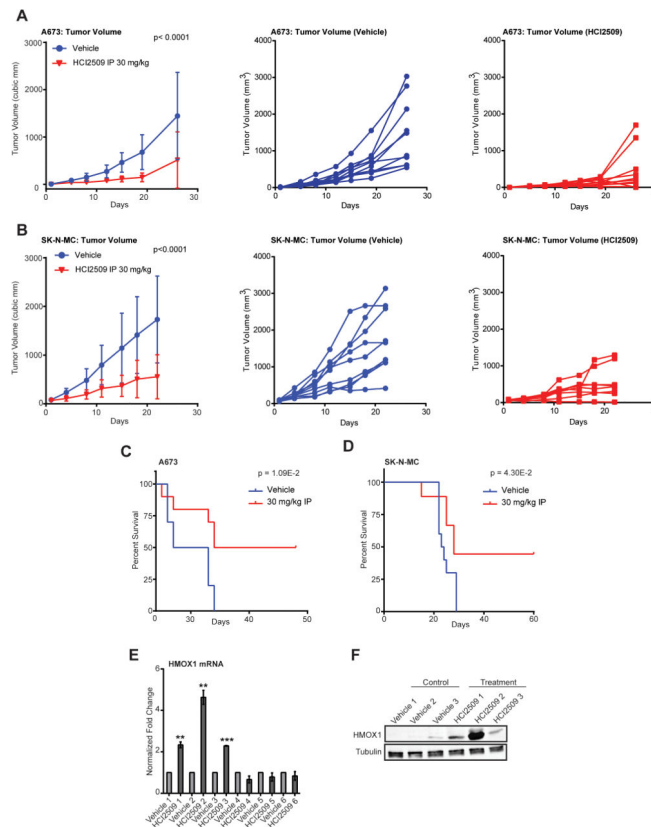 A
A673: Tumor Volume
3000
2000
1000
0
Tumor Volume (cubic mm)
Vehicle
HCI2509 IP 30 mg/kg
p< 0.0001
0 10 20 30
Days
A673: Tumor Volume (Vehicle)
4000
3000
2000
1000
0
Tumor Volume (mm3)
0 10 20 30
Days
A673: Tumor Volume (HCI2509)
4000
3000
2000
1000
0
Tumor Volume (mm3)
0 10 20
Days
B
SK-N-MC: Tumor Volume
3000
2000
1000
0
Tumor Volume (cubic mm)
Vehicle
HCI2509 IP 30 mg/kg
p<0.0001
0 10 20 30
Days
SK-N-MC: Tumor Volume (Vehicle)
4000
3000
2000
1000
0
Tumor Volume (mm3)
0 10 20 30
Days
SK-N-MC: Tumor Volume (HCI2509)
4000
3000
2000
1000
0
Tumor Volume (mm3)
0 10 20
Days
C
A673
p = 1.09E-2
Vehicle
30 mg/kg IP
100
75
50
25
0
Percent Survival
0 30 50
Days
D
SK-N-MC
p = 4.30E-2
Vehicle
30 mg/kg IP
100
75
50
25
0
Percent Survival
0 20 40 60
Days
E
HMOX1 mRNA
6
4
2
0
Normalized Fold Change
**
**
***
Vehicle 1
HCI2509 1
Vehicle 2
HCI2509 2
Vehicle 3
HCI2509 3
Vehicle 4
HCI2509 4
Vehicle 5
HCI2509 5
Vehicle 6
HCI2509 6
F
Control Treatment
Vehicle 1
Vehicle 2
Vehicle 3
HCI2509 1
HCI2509 2
HCI2509 3
HMOX1
Tubulin